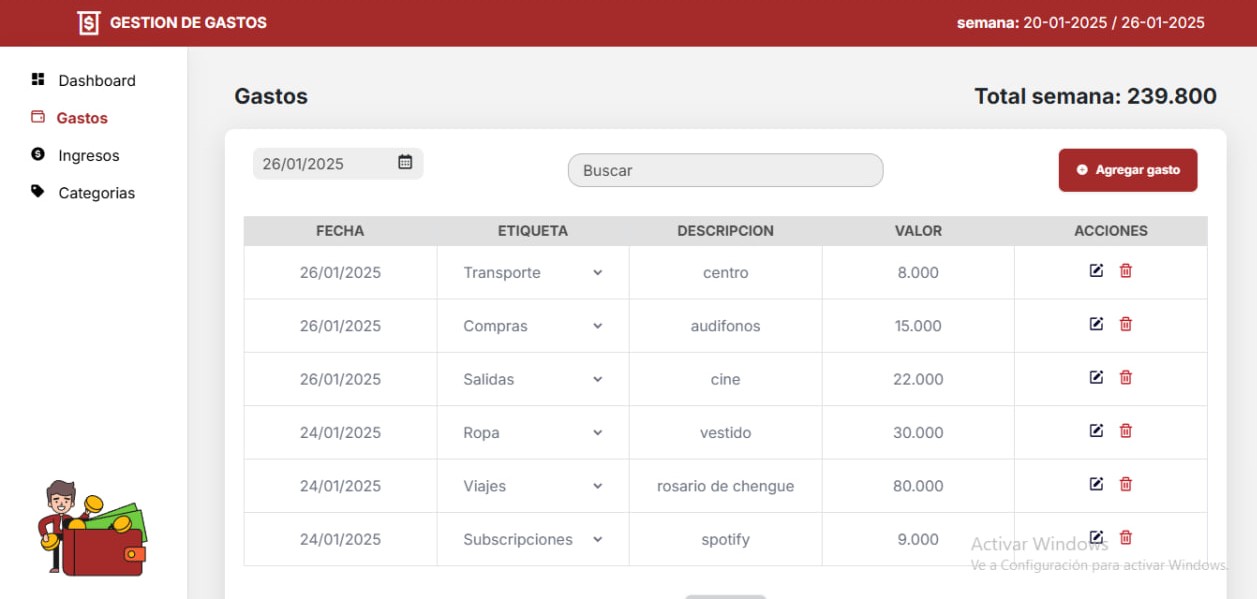 GESTION DE GASTOS
semana: 20-01-2025 / 26-01-2025
Dashboard
Gastos
Ingresos
Categorias
Gastos
Total semana: 239.800
26/01/2025
Buscar
Agregar gasto
FECHA ETIQUETA DESCRIPCION VALOR ACCIONES
26/01/2025 Transporte centro 8.000
26/01/2025 Compras audifonos 15.000
26/01/2025 Salidas cine 22.000
24/01/2025 Ropa vestido 30.000
24/01/2025 Viajes rosario de chengue 80.000
24/01/2025 Subscripciones spotify 9.000
Activar Windows
Ve a Configuración para activar Windows.